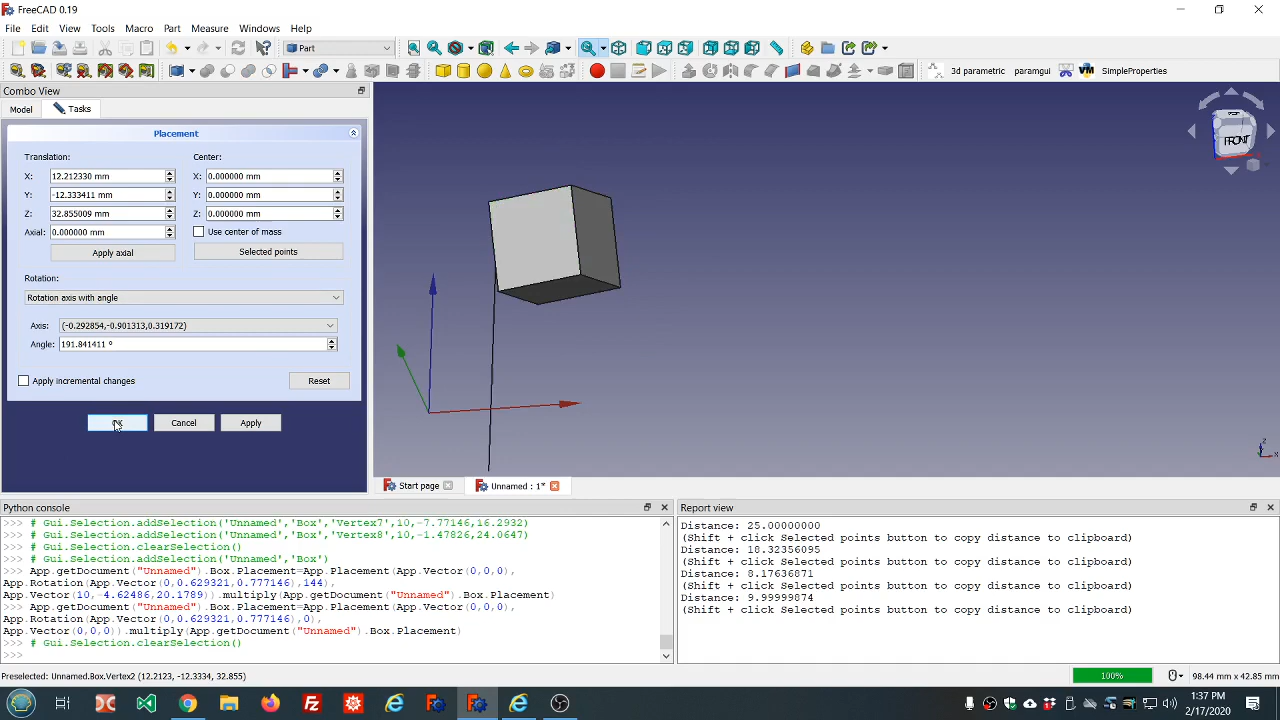 FreeCAD 0.19
File Edit View Tools Macro Part Measure Windows Help
Part
3d parametric paramgui VM SimpleProperties
Combo View
Model Tasks
Placement
Translation: Center:
X: 12.212330 mm X: 0.000000 mm
Y: -12.333411 mm Y: 0.000000 mm
Z: 32.855009 mm Z: 0.000000 mm
Axial: 0.000000 mm Use center of mass
Apply axial Selected points
Rotation:
Rotation axis with angle
Axis: (-0.292854,-0.901313,0.319172)
Angle: 191.841411 °
Apply incremental changes Reset
OK Cancel Apply
FRONT
Z
X
Start page Unnamed : 1*
Python console
>>> # Gui.Selection.addSelection('Unnamed','Box','Vertex7',10,-7.77146,16.2932)
>>> # Gui.Selection.addSelection('Unnamed','Box','Vertex8',10,-1.47826,24.0647)
>>> # Gui.Selection.clearSelection()
>>> # Gui.Selection.addSelection('Unnamed','Box')
>>> App.getDocument("Unnamed").Box.Placement=App.Placement(App.Vector(0,0,0),
App.Rotation(App.Vector(0,0.629321,0.777146),144),
App.Vector(10,-4.62486,20.1789)).multiply(App.getDocument("Unnamed").Box.Placement)
>>> App.getDocument("Unnamed").Box.Placement=App.Placement(App.Vector(0,0,0),
App.Rotation(App.Vector(0,0.629321,0.777146),0),
App.Vector(0,0,0)).multiply(App.getDocument("Unnamed").Box.Placement)
>>> # Gui.Selection.clearSelection()
>>>
Report view
Distance: 25.00000000
(Shift + click Selected points button to copy distance to clipboard)
Distance: 18.32356095
(Shift + click Selected points button to copy distance to clipboard)
Distance: 8.17636871
(Shift + click Selected points button to copy distance to clipboard)
Distance: 9.99999874
(Shift + click Selected points button to copy distance to clipboard)
Preselected: Unnamed.Box.Vertex2 (12.2123, -12.3334, 32.855)
100%
98.44 mm x 42.85 mm
1:37 PM
2/17/2020